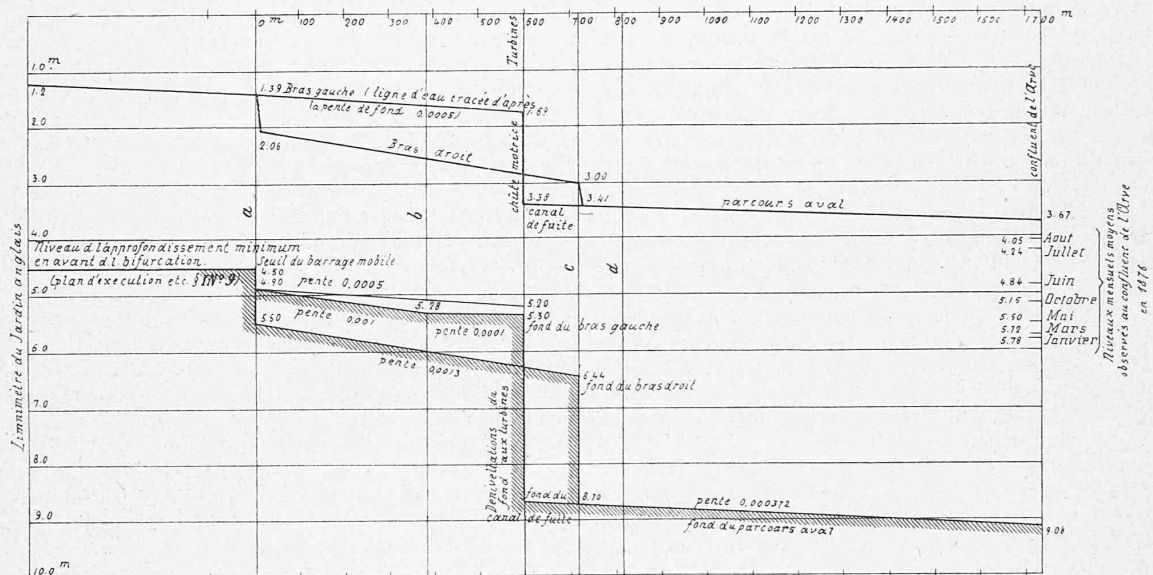 0 m 100 200 300 400 500 600 700 800 900 1000 1100 1200 1300 1400 1500 1600 1700 m
Turbines
1.0 m
1.2
2.0
3.0
4.0
5.0
6.0
7.0
8.0
9.0
10.0 m
Limnimètre du Jardin anglais
1.39 Bras gauche (ligne d'eau tracée d'après
la pente de fond 0.0005)
1.69
2.06
Bras droit
chûte motrice
3.00
3.38
3.41
canal
de fuite
parcours aval
3.67
confluent de l'Arve
a
b
c
d
Niveau d. l'approfondissement minimum
en avant d. l. bifurcation.
(plan d'execution etc. § I N° 9)
Seuil du barrage mobile
4.50
4.90
pente 0,0005
5.20
5.28
5.30
fond du bras gauche
pente 0.001
pente 0,0001
5.50
pente 0,0013
6.44
fond du bras droit
Dénivellations du
fond aux turbines
fond du
canal de fuite
8.70
pente 0,000372
fond du parcours aval
9.08
4.05 Aout
4.24 Juillet
4.84 Juin
5.15 Octobre
5.50 Mai
5.72 Mars
5.78 Janvier
Niveaux mensuels moyens
observés au confluent de l'Arve
en 1876